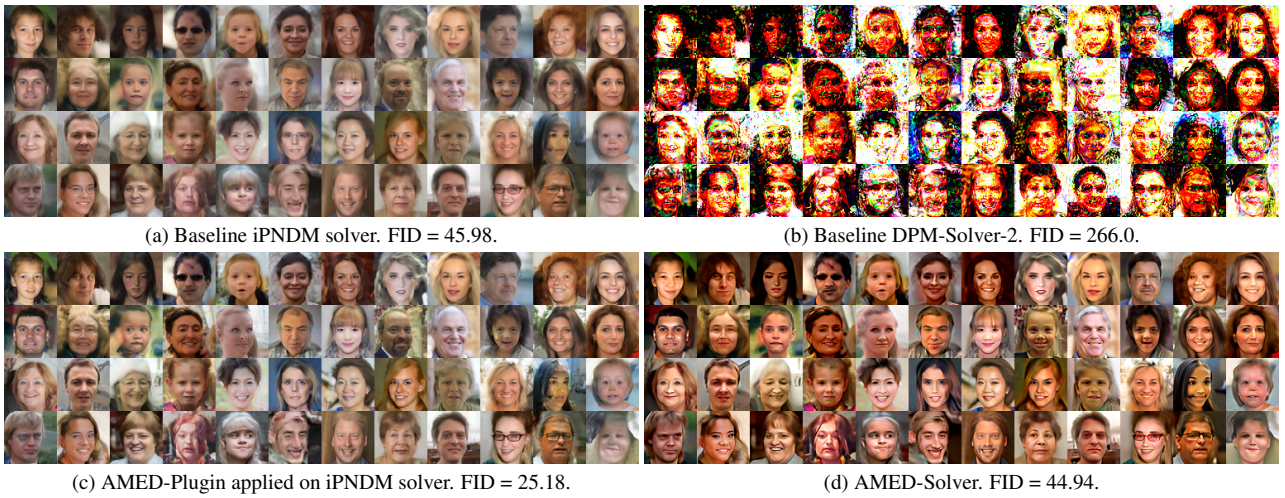 (a) Baseline iPNDM solver. FID = 45.98.
(b) Baseline DPM-Solver-2. FID = 266.0.
(c) AMED-Plugin applied on iPNDM solver. FID = 25.18.
(d) AMED-Solver. FID = 44.94.